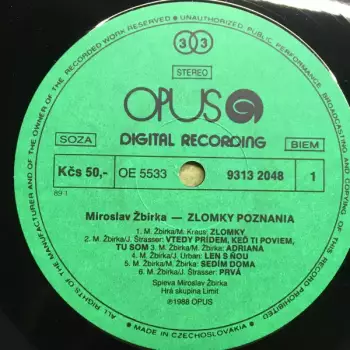 ALL RIGHTS OF THE MANUFACTURER AND OF THE OWNER OF THE RECORDED WORK RESERVED • UNAUTHORIZED PUBLIC PERFORMANCE BROADCASTING AND COPYING OF THIS RECORD PROHIBITED
33
STEREO
OPUS
SOZA
DIGITAL RECORDING
BIEM
Kčs 50,-
OE 5533
9313 2048
1
89 1
Miroslav Žbirka — ZLOMKY POZNANIA
1. M. Žbirka/M. Kraus: ZLOMKY
2. M. Žbirka/J. Štrasser: VTEDY PRÍDEM, KEĎ TI POVIEM,
TU SOM 3. M. Žbirka/M. Žbirka: ADRIANA
4. M. Žbirka/J. Urban: LEN S ŇOU
5. M. Žbirka/M. Žbirka: SEDÍM DOMA
6. M. Žbirka/J. Štrasser: PRVÁ
Spieva Miroslav Žbirka
Hrá skupina Limit
℗1988 OPUS
• MADE IN CZECHOSLOVAKIA •